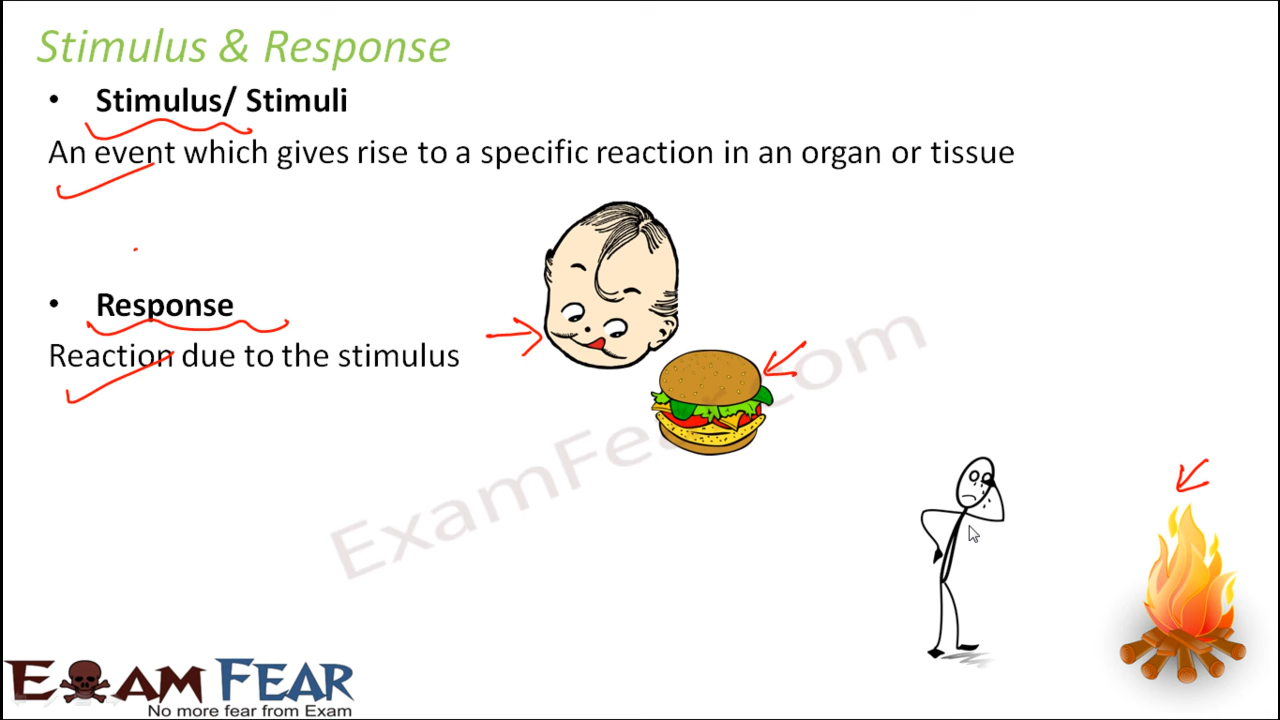 Stimulus & Response
• Stimulus/ Stimuli
An event which gives rise to a specific reaction in an organ or tissue
• Response
Reaction due to the stimulus
ExamFear.com
EXAM FEAR
No more fear from Exam